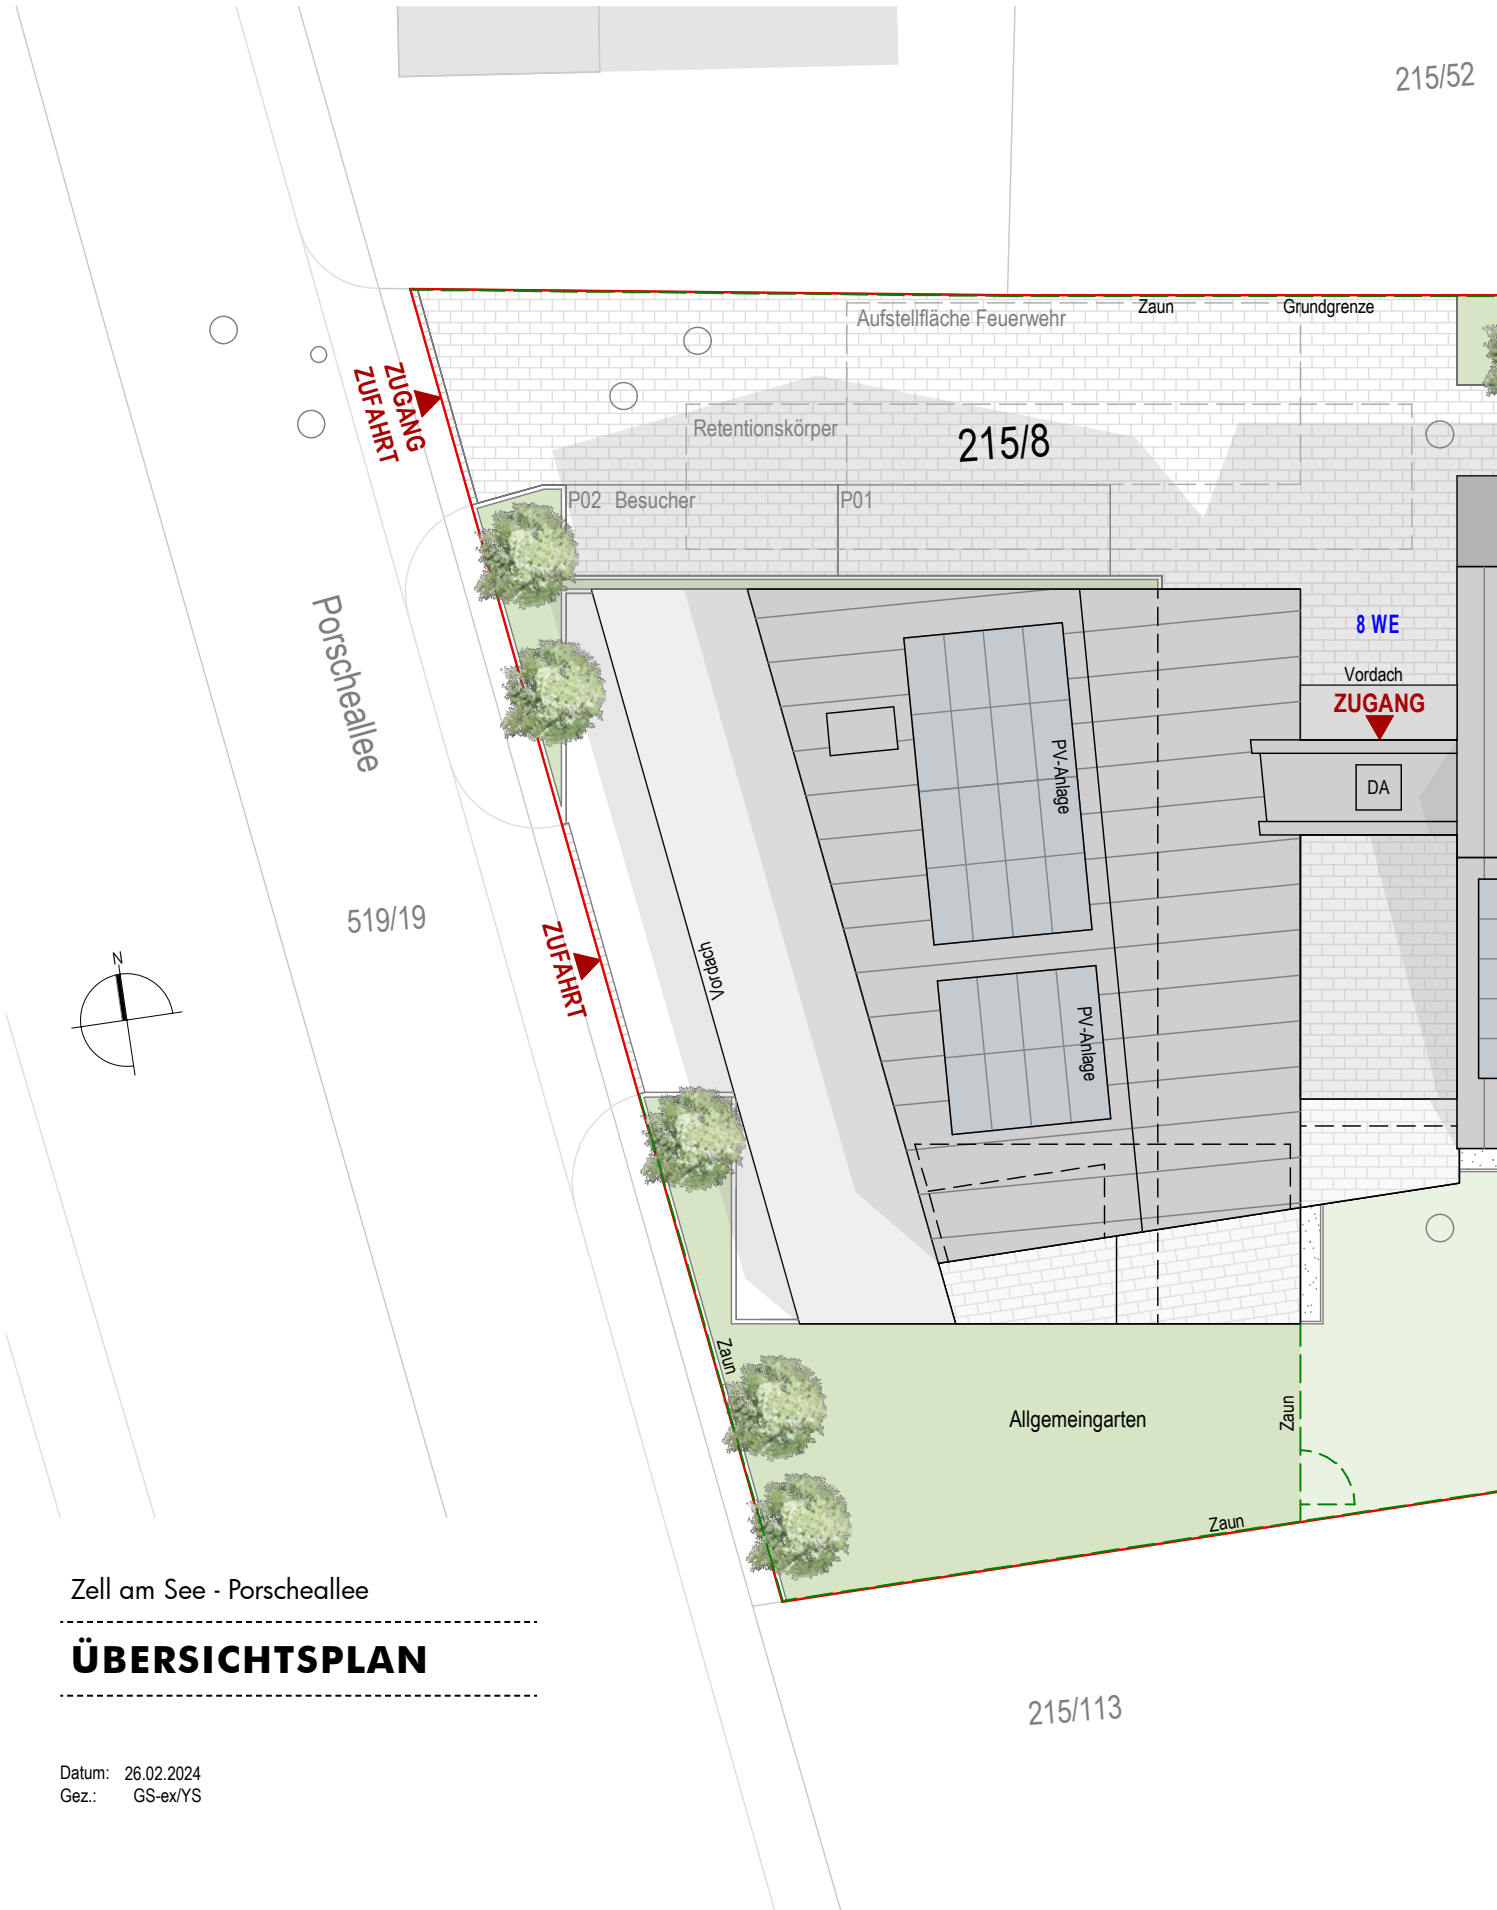 215/52
Aufstellfläche Feuerwehr
Zaun
Grundgrenze
ZUGANG
ZUFAHRT
Retentionskörper
215/8
P02 Besucher
P01
8 WE
Vordach
ZUGANG
DA
Porscheallee
PV-Anlage
519/19
ZUFAHRT
Vordach
N
PV-Anlage
Zaun
Allgemeingarten
Zaun
Zaun
Zell am See - Porscheallee
ÜBERSICHTSPLAN
215/113
Datum: 26.02.2024
Gez.: GS-ex/YS